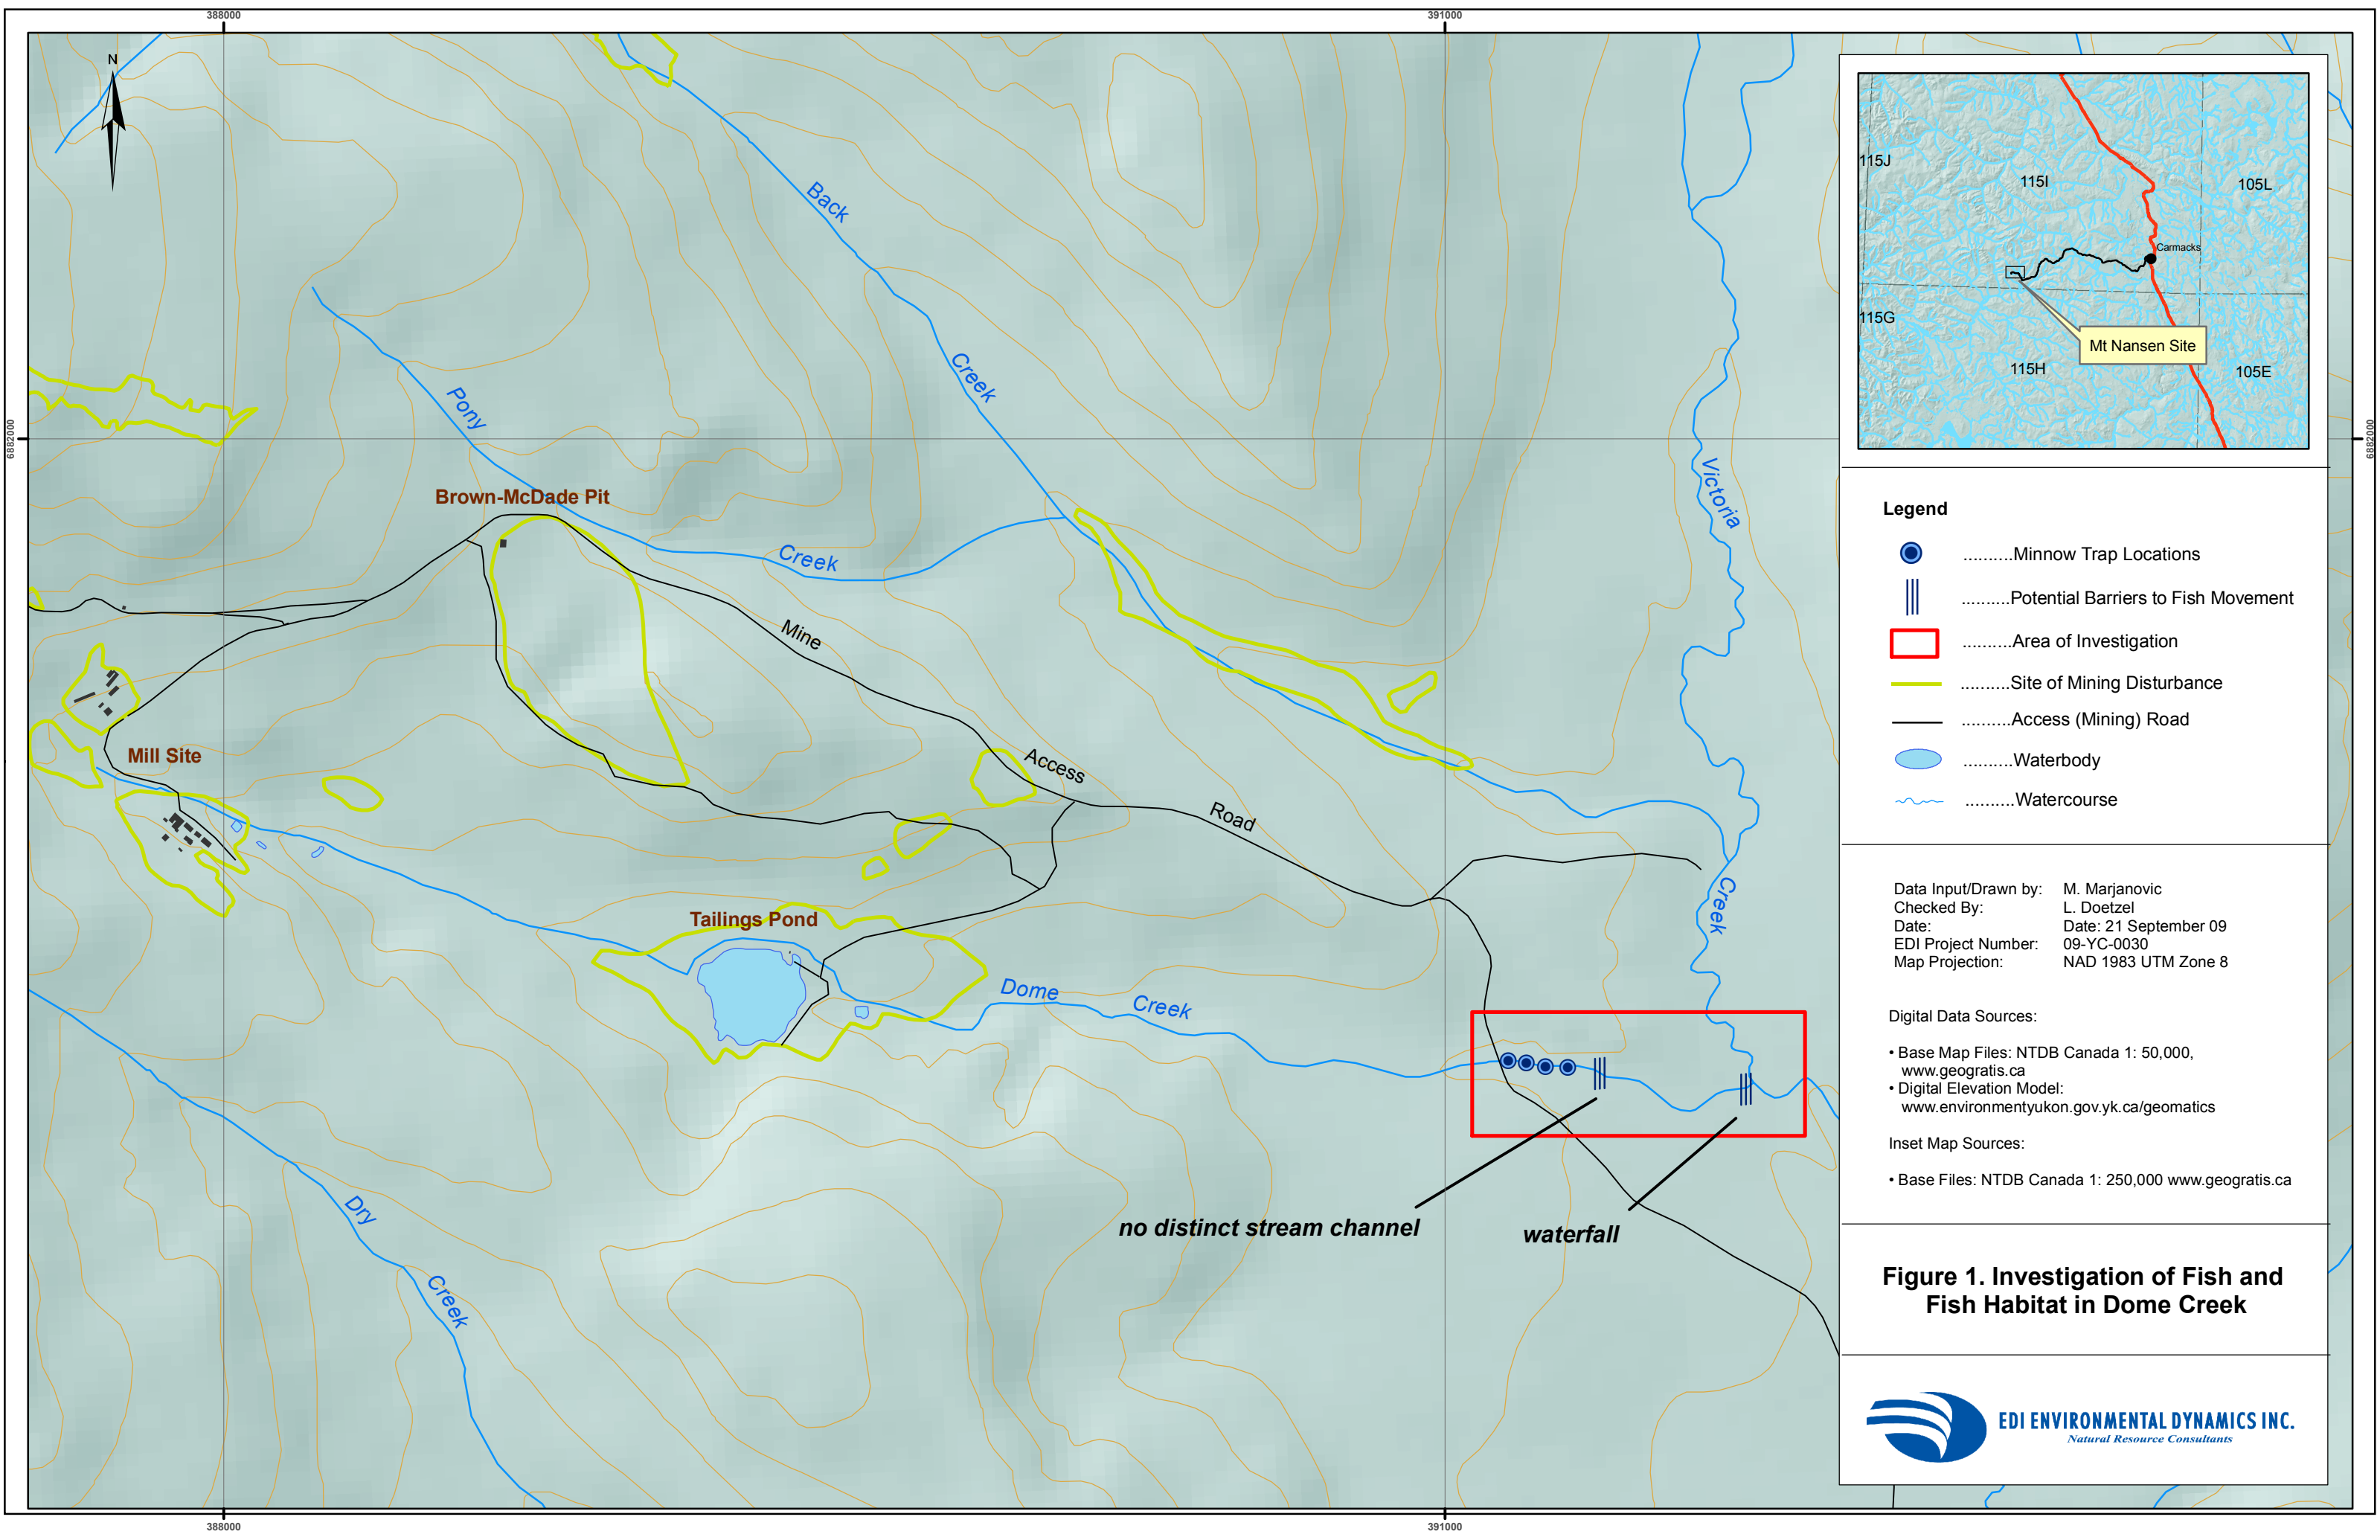 388000
391000
N
6882000
6882000
Back
Creek
Pony
Creek
Victoria
Creek
Brown-McDade Pit
Mine
Access
Road
Mill Site
Tailings Pond
Dome
Creek
Dry
Creek
no distinct stream channel
waterfall
388000
391000
115J
115I
105L
Carmacks
115G
Mt Nansen Site
115H
105E
Legend
..........Minnow Trap Locations
..........Potential Barriers to Fish Movement
..........Area of Investigation
..........Site of Mining Disturbance
..........Access (Mining) Road
..........Waterbody
..........Watercourse
Data Input/Drawn by: M. Marjanovic
Checked By: L. Doetzel
Date: Date: 21 September 09
EDI Project Number: 09-YC-0030
Map Projection: NAD 1983 UTM Zone 8
Digital Data Sources:
• Base Map Files: NTDB Canada 1: 50,000,
www.geogratis.ca
• Digital Elevation Model:
www.environmentyukon.gov.yk.ca/geomatics
Inset Map Sources:
• Base Files: NTDB Canada 1: 250,000 www.geogratis.ca
Figure 1. Investigation of Fish and
Fish Habitat in Dome Creek
EDI ENVIRONMENTAL DYNAMICS INC.
Natural Resource Consultants